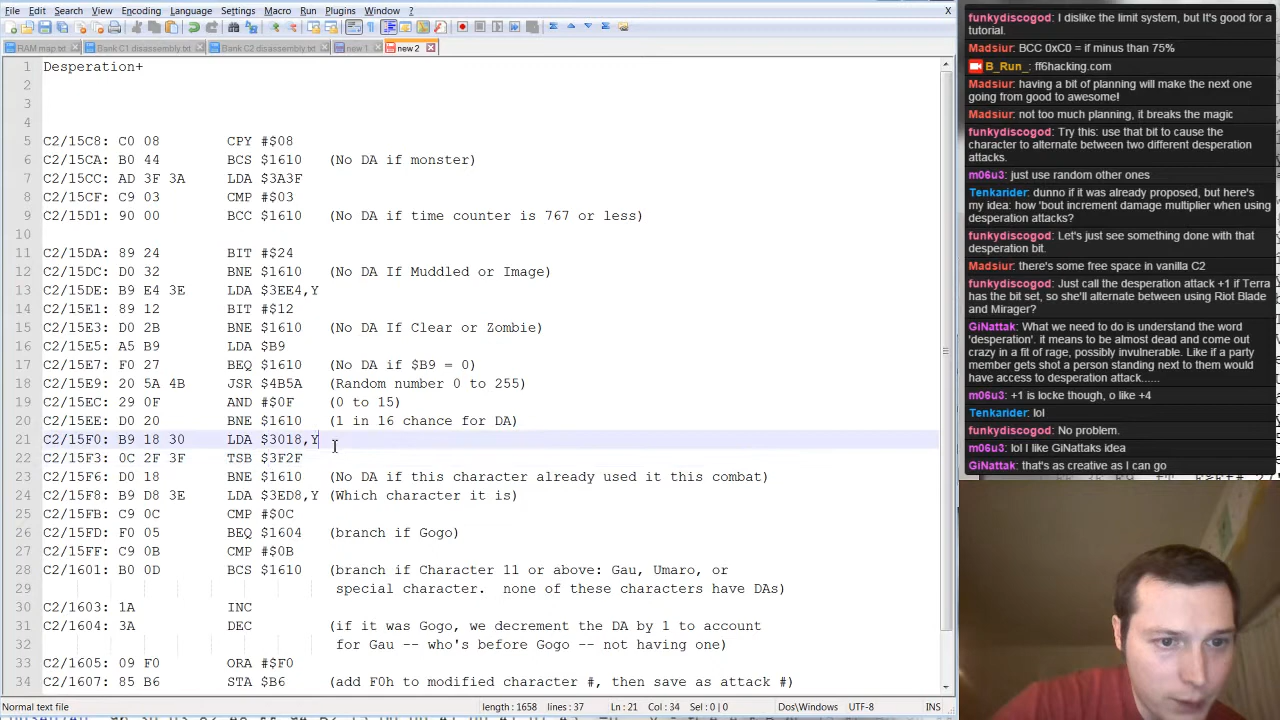 File Edit Search View Encoding Language Settings Macro Run Plugins Window ? X
RAM map.txt Bank C1 disassembly.txt Bank C2 disassembly.txt new 1 new 2
1 Desperation+
2
3
4
5 C2/15C8: C0 08 CPY #$08
6 C2/15CA: B0 44 BCS $1610 (No DA if monster)
7 C2/15CC: AD 3F 3A LDA $3A3F
8 C2/15CF: C9 03 CMP #$03
9 C2/15D1: 90 00 BCC $1610 (No DA if time counter is 767 or less)
10
11 C2/15DA: 89 24 BIT #$24
12 C2/15DC: D0 32 BNE $1610 (No DA If Muddled or Image)
13 C2/15DE: B9 E4 3E LDA $3EE4,Y
14 C2/15E1: 89 12 BIT #$12
15 C2/15E3: D0 2B BNE $1610 (No DA If Clear or Zombie)
16 C2/15E5: A5 B9 LDA $B9
17 C2/15E7: F0 27 BEQ $1610 (No DA if $B9 = 0)
18 C2/15E9: 20 5A 4B JSR $4B5A (Random number 0 to 255)
19 C2/15EC: 29 0F AND #$0F (0 to 15)
20 C2/15EE: D0 20 BNE $1610 (1 in 16 chance for DA)
21 C2/15F0: B9 18 30 LDA $3018,Y
22 C2/15F3: 0C 2F 3F TSB $3F2F
23 C2/15F6: D0 18 BNE $1610 (No DA if this character already used it this combat)
24 C2/15F8: B9 D8 3E LDA $3ED8,Y (Which character it is)
25 C2/15FB: C9 0C CMP #$0C
26 C2/15FD: F0 05 BEQ $1604 (branch if Gogo)
27 C2/15FF: C9 0B CMP #$0B
28 C2/1601: B0 0D BCS $1610 (branch if Character 11 or above: Gau, Umaro, or
29 special character. none of these characters have DAs)
30 C2/1603: 1A INC
31 C2/1604: 3A DEC (if it was Gogo, we decrement the DA by 1 to account
32 for Gau -- who's before Gogo -- not having one)
33 C2/1605: 09 F0 ORA #$F0
34 C2/1607: 85 B6 STA $B6 (add F0h to modified character #, then save as attack #)
Normal text file length : 1658 lines : 37 Ln : 21 Col : 34 Sel : 0 | 0 Dos\Windows UTF-8 INS
funkydiscogod: I dislike the limit system, but It's good for a
tutorial.
Madsiur: BCC 0xC0 = if minus than 75%
B_Run_: ff6hacking.com
Madsiur: having a bit of planning will make the next one
going from good to awesome!
Madsiur: not too much planning, it breaks the magic
funkydiscogod: Try this: use that bit to cause the
character to alternate between two different desperation
attacks.
m06u3: just use random other ones
Tenkarider: dunno if it was already proposed, but here's
my idea: how 'bout increment damage multiplier when using
desperation attacks?
funkydiscogod: Let's just see something done with that
desperation bit.
Madsiur: there's some free space in vanilla C2
funkydiscogod: Just call the desperation attack +1 if Terra
has the bit set, so she'll alternate between using Riot Blade
and Mirager?
GiNattak: What we need to do is understand the word
'desperation'. it means to be almost dead and come out
crazy in a fit of rage, possibly invulnerable. Like if a party
member gets shot a person standing next to them would
have access to desperation attack......
m06u3: +1 is locke though, o like +4
Tenkarider: lol
funkydiscogod: No problem.
m06u3: lol I like GiNattaks idea
GiNattak: that's as creative as I can go